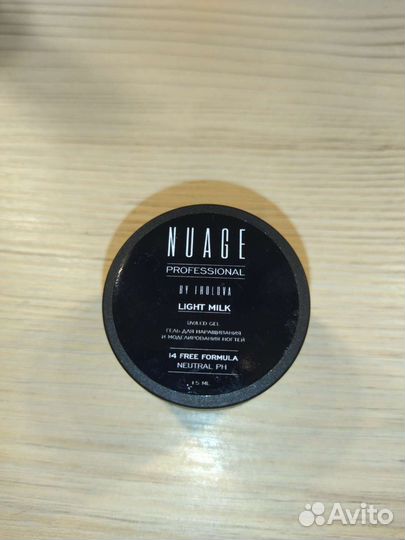 NUAGE
PROFESSIONAL
BY
LIGHT MILK
UV/LED GEL
ГЕЛЬ ДЛЯ НАРАЩИВАНИЯ
И МОДЕЛИРОВАНИЯ НОГТЕЙ
14 FREE FORMULA
NEUTRAL PH
15 ML
Avito